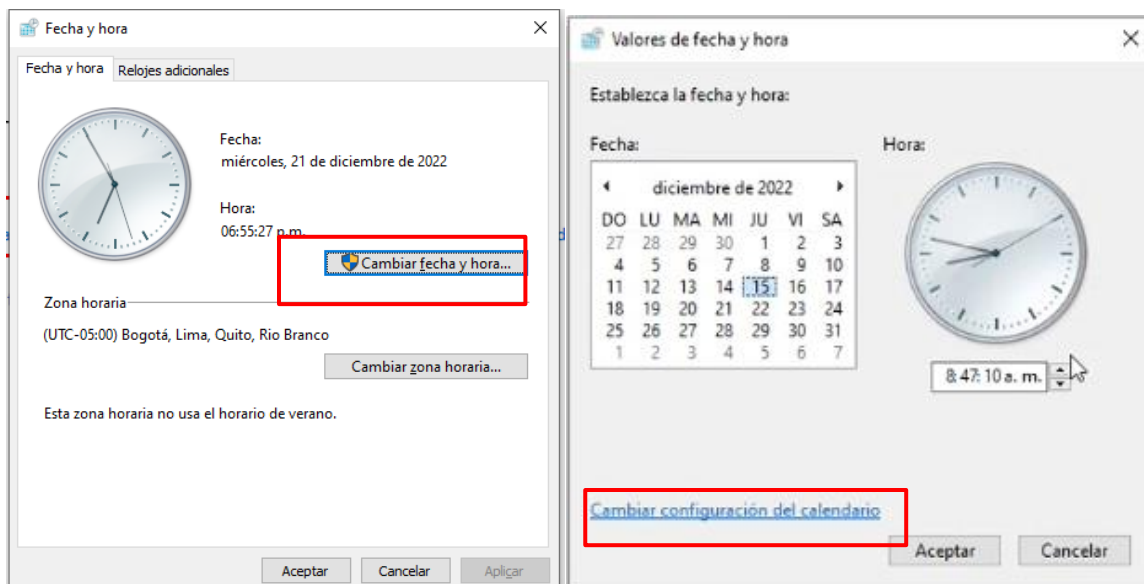 Fecha y hora
Fecha y hora Relojes adicionales
Fecha:
miércoles, 21 de diciembre de 2022
Hora:
06:55:27 p.m.
Cambiar fecha y hora...
Zona horaria
(UTC-05:00) Bogotá, Lima, Quito, Rio Branco
Cambiar zona horaria...
Esta zona horaria no usa el horario de verano.
Aceptar Cancelar Aplicar
Valores de fecha y hora
Establezca la fecha y hora:
Fecha:
diciembre de 2022
DO LU MA MI JU VI SA
27 28 29 30 1 2 3
4 5 6 7 8 9 10
11 12 13 14 15 16 17
18 19 20 21 22 23 24
25 26 27 28 29 30 31
1 2 3 4 5 6 7
Hora:
8:47:10 a. m.
Cambiar configuración del calendario
Aceptar Cancelar